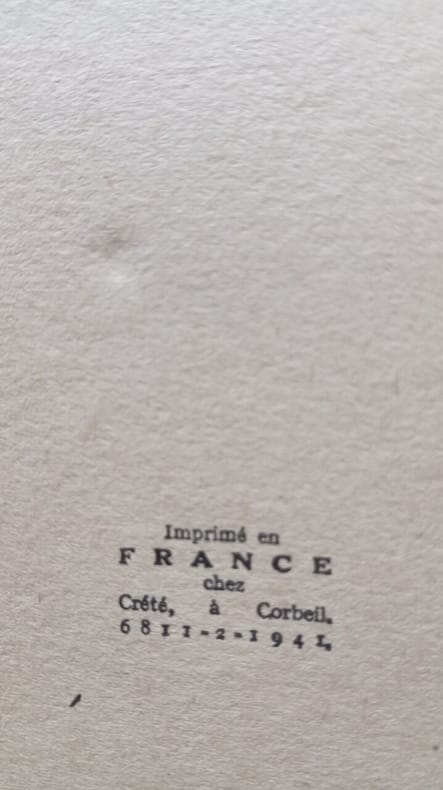 Imprimé en
FRANCE
chez
Crété, à Corbeil.
6811-2-1941.